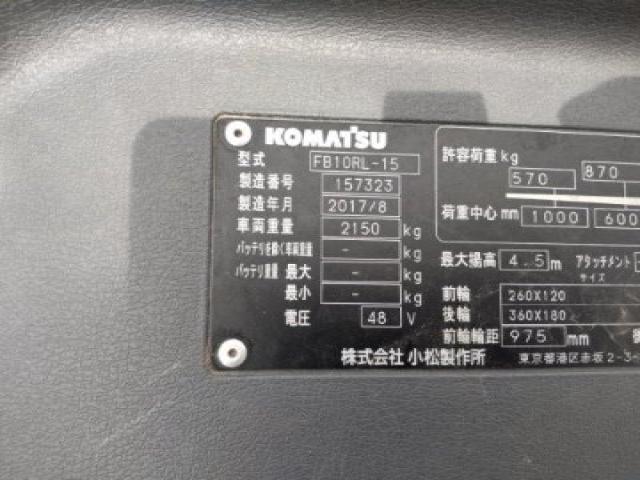 KOMATSU
型式 FB10RL-15
製造番号 157323
製造年月 2017/8
車両重量 2150 kg
バッテリを除く車両重量 - kg
バッテリ重量 最大 - kg
最小 - kg
電圧 48 V
株式会社 小松製作所
許容荷重 kg
570 870
荷重中心 mm 1000 600
最大揚高 4.5 m アタッチメント
サイズ
前輪 260X120
後輪 360X180
前輪輪距 975 mm
東京都港区赤坂2-3-